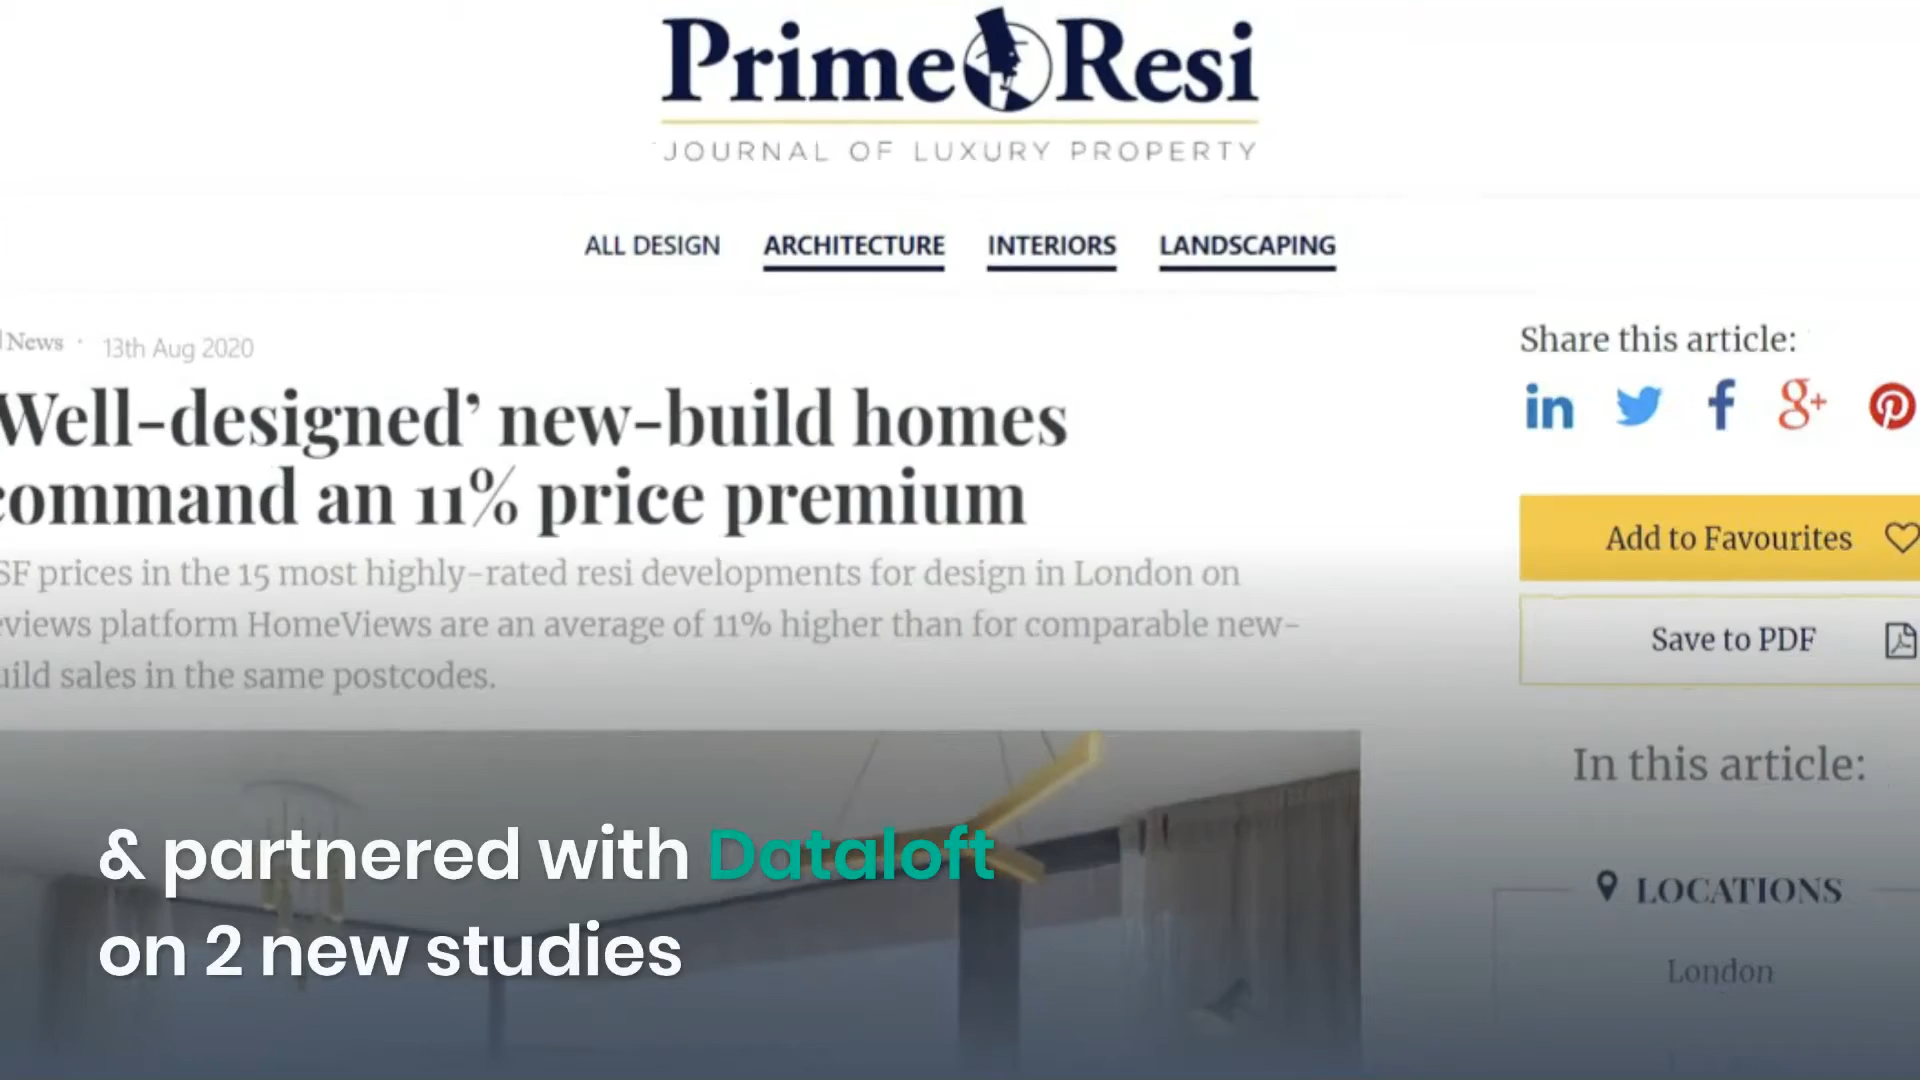 Prime Resi
JOURNAL OF LUXURY PROPERTY
ALL DESIGN ARCHITECTURE INTERIORS LANDSCAPING
News · 13th Aug 2020
Well-designed’ new-build homes
command an 11% price premium
SF prices in the 15 most highly-rated resi developments for design in London on
eviews platform HomeViews are an average of 11% higher than for comparable new-
uild sales in the same postcodes.
Share this article:
Add to Favourites
Save to PDF
In this article:
LOCATIONS
London
& partnered with Dataloft
on 2 new studies